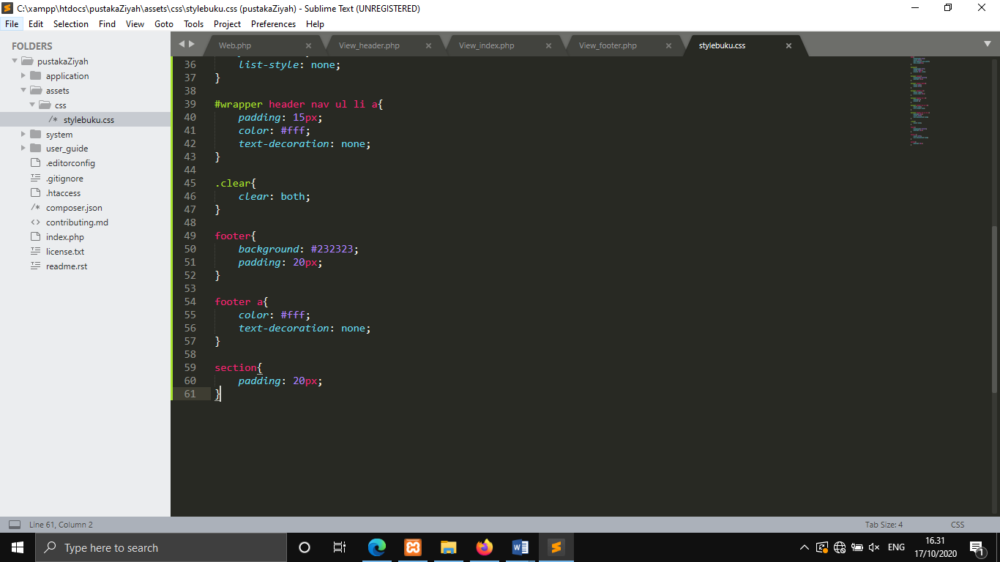 C:\xampp\htdocs\pustakaZiyah\assets\css\stylebuku.css (pustakaZiyah) - Sublime Text (UNREGISTERED)
File Edit Selection Find View Goto Tools Project Preferences Help
FOLDERS
pustakaZiyah
application
assets
css
/* stylebuku.css
system
user_guide
.editorconfig
.gitignore
.htaccess
/* composer.json
<> contributing.md
index.php
license.txt
readme.rst
Web.php × View_header.php × View_index.php × View_footer.php × stylebuku.css ×
36 list-style: none;
37 }
38
39 #wrapper header nav ul li a{
40 padding: 15px;
41 color: #fff;
42 text-decoration: none;
43 }
44
45 .clear{
46 clear: both;
47 }
48
49 footer{
50 background: #232323;
51 padding: 20px;
52 }
53
54 footer a{
55 color: #fff;
56 text-decoration: none;
57 }
58
59 section{
60 padding: 20px;
61 }
Line 61, Column 2 Tab Size: 4 CSS
Type here to search
ENG
16.31
17/10/2020
1